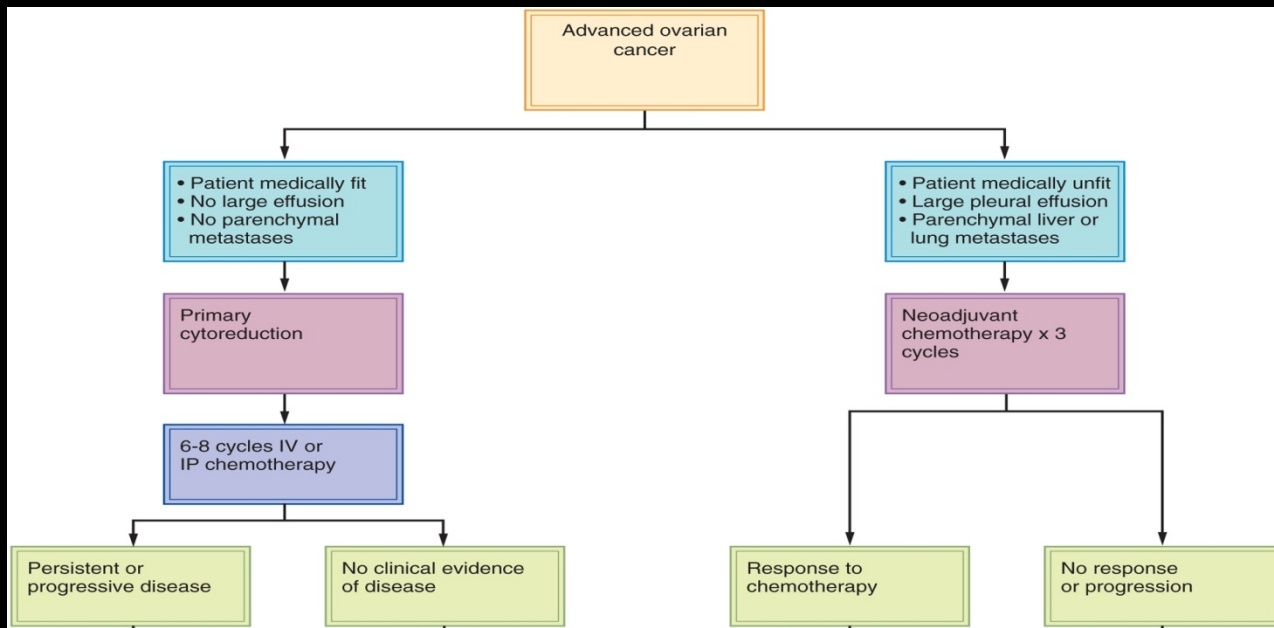 Advanced ovarian
cancer
• Patient medically fit
• No large effusion
• No parenchymal
metastases
• Patient medically unfit
• Large pleural effusion
• Parenchymal liver or
lung metastases
Primary
cytoreduction
Neoadjuvant
chemotherapy x 3
cycles
6-8 cycles IV or
IP chemotherapy
Persistent or
progressive disease
No clinical evidence
of disease
Response to
chemotherapy
No response
or progression